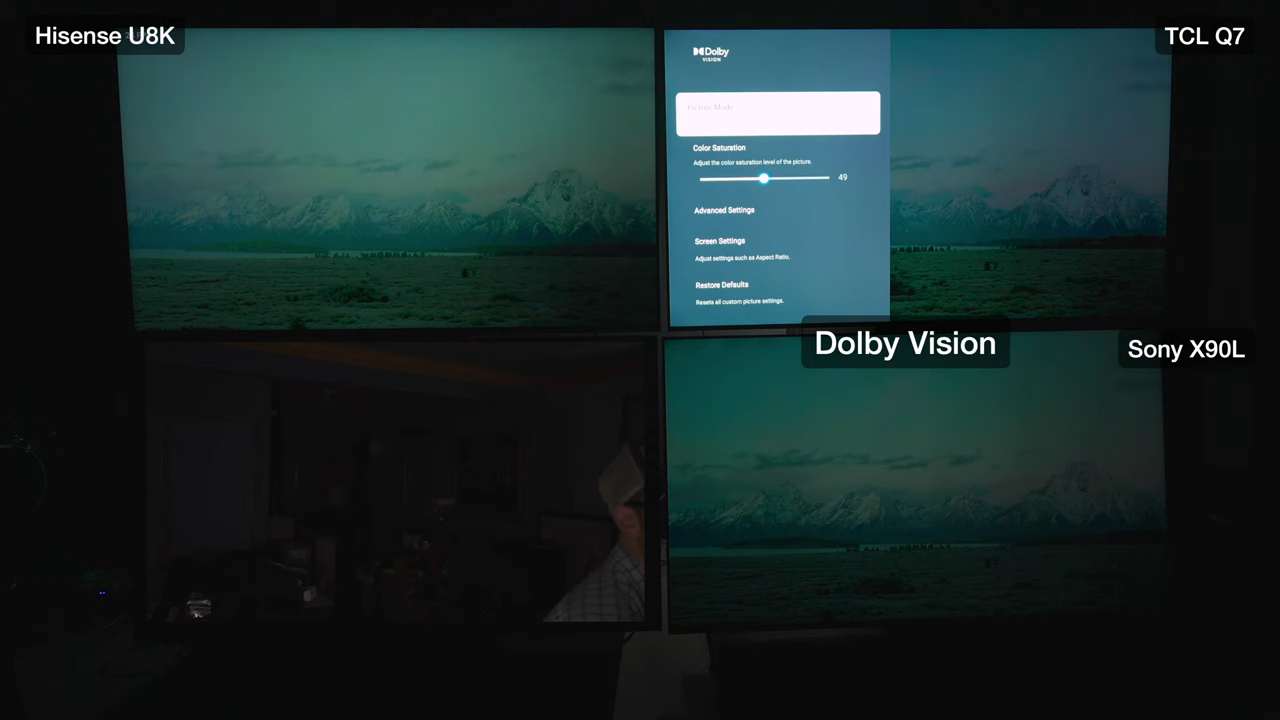 Hisense U8K
TCL Q7
Dolby
VISION
Picture Mode
Color Saturation
Adjust the color saturation level of the picture.
49
Advanced Settings
Screen Settings
Adjust settings such as Aspect Ratio.
Restore Defaults
Resets all custom picture settings.
Dolby Vision
Sony X90L